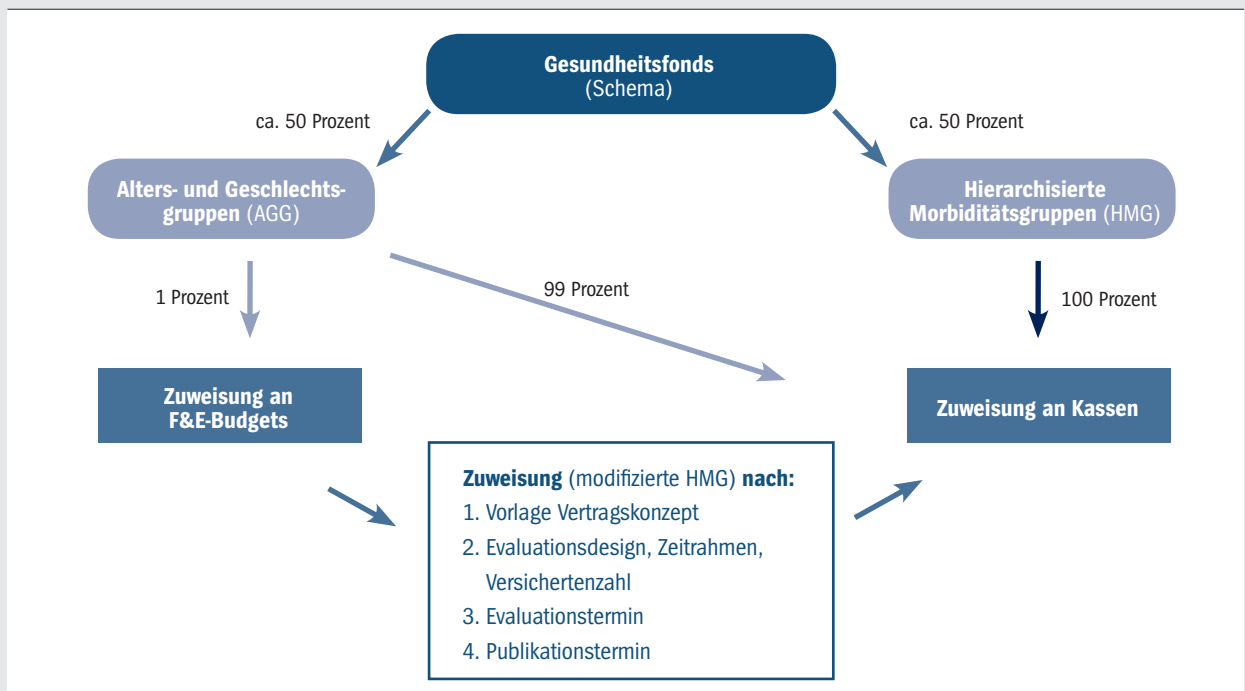 Gesundheitsfonds
(Schema)
ca. 50 Prozent
ca. 50 Prozent
Alters- und Geschlechts-
gruppen (AGG)
Hierarchisierte
Morbiditätsgruppen (HMG)
1 Prozent
99 Prozent
100 Prozent
Zuweisung an
F&E-Budgets
Zuweisung an Kassen
Zuweisung (modifizierte HMG) nach:
1. Vorlage Vertragskonzept
2. Evaluationsdesign, Zeitrahmen,
Versichertenzahl
3. Evaluationstermin
4. Publikationstermin